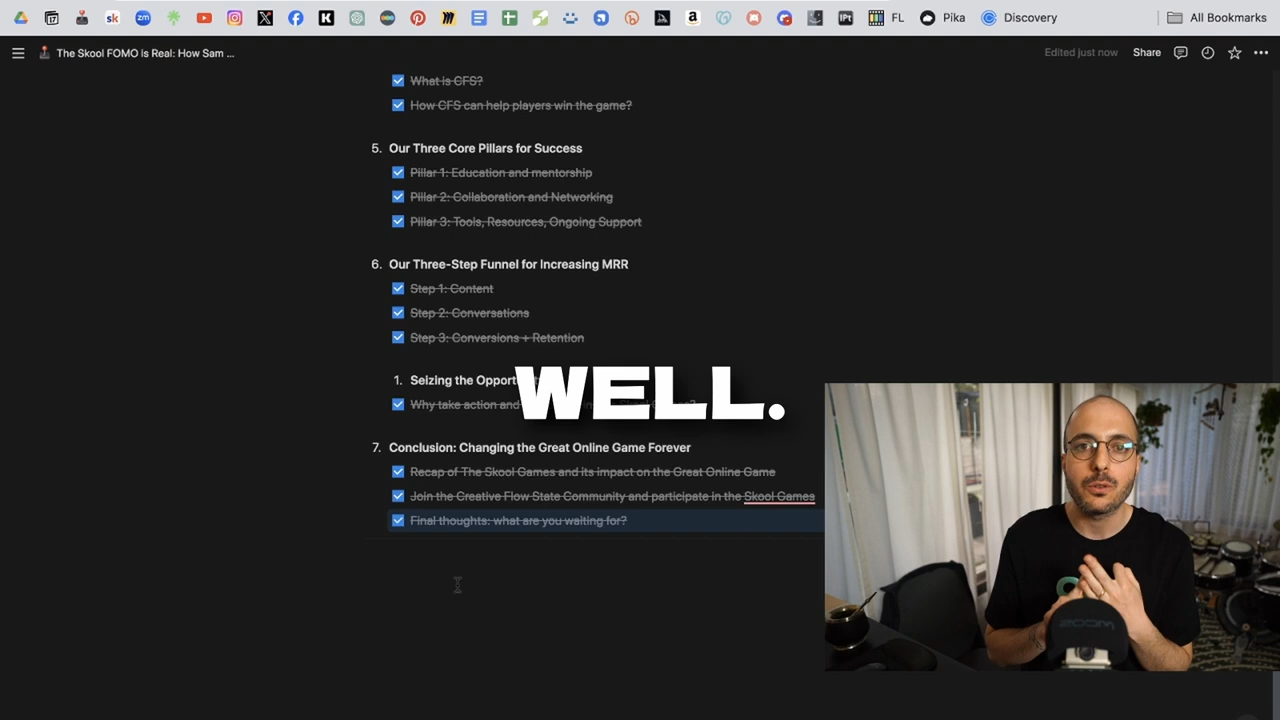 FL
Pika
Discovery
All Bookmarks
The Skool FOMO is Real: How Sam ...
Edited just now
Share
What is CFS?
How CFS can help players win the game?
5. Our Three Core Pillars for Success
Pillar 1: Education and mentorship
Pillar 2: Collaboration and Networking
Pillar 3: Tools, Resources, Ongoing Support
6. Our Three-Step Funnel for Increasing MRR
Step 1: Content
Step 2: Conversations
Step 3: Conversions + Retention
1. Seizing the
WELL.
Why take action and
7. Conclusion: Changing the Great Online Game Forever
Recap of The Skool Games and its impact on the Great Online Game
Join the Creative Flow State Community and participate in the Skool Games
Final thoughts: what are you waiting for?
ZOOM